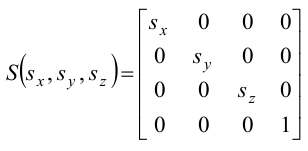 S(s_x, s_y, s_z) = [s_x 0 0 0
0 s_y 0 0
0 0 s_z 0
0 0 0 1]